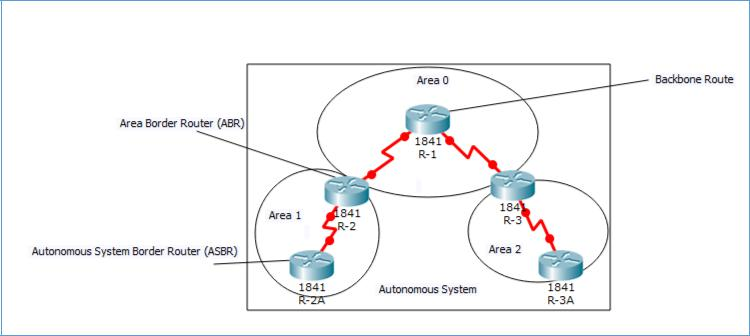 Area 0
Backbone Route
Area Border Router (ABR)
1841
R-1
1841
R-2
1841
R-3
Area 1
Area 2
Autonomous System Border Router (ASBR)
1841
R-2A
Autonomous System
1841
R-3A